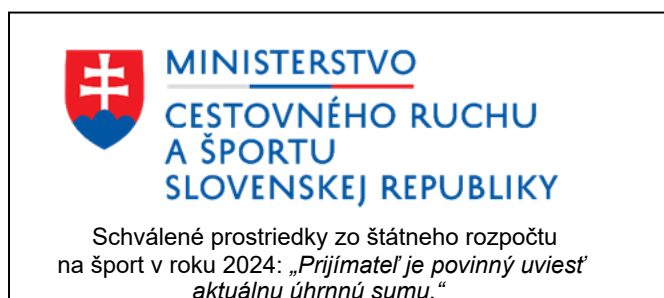 MINISTERSTVO
CESTOVNÉHO RUCHU
A ŠPORTU
SLOVENSKEJ REPUBLIKY
Schválené prostriedky zo štátneho rozpočtu
na šport v roku 2024: „Prijímateľ je povinný uviesť
aktuálnu úhrnnú sumu.“